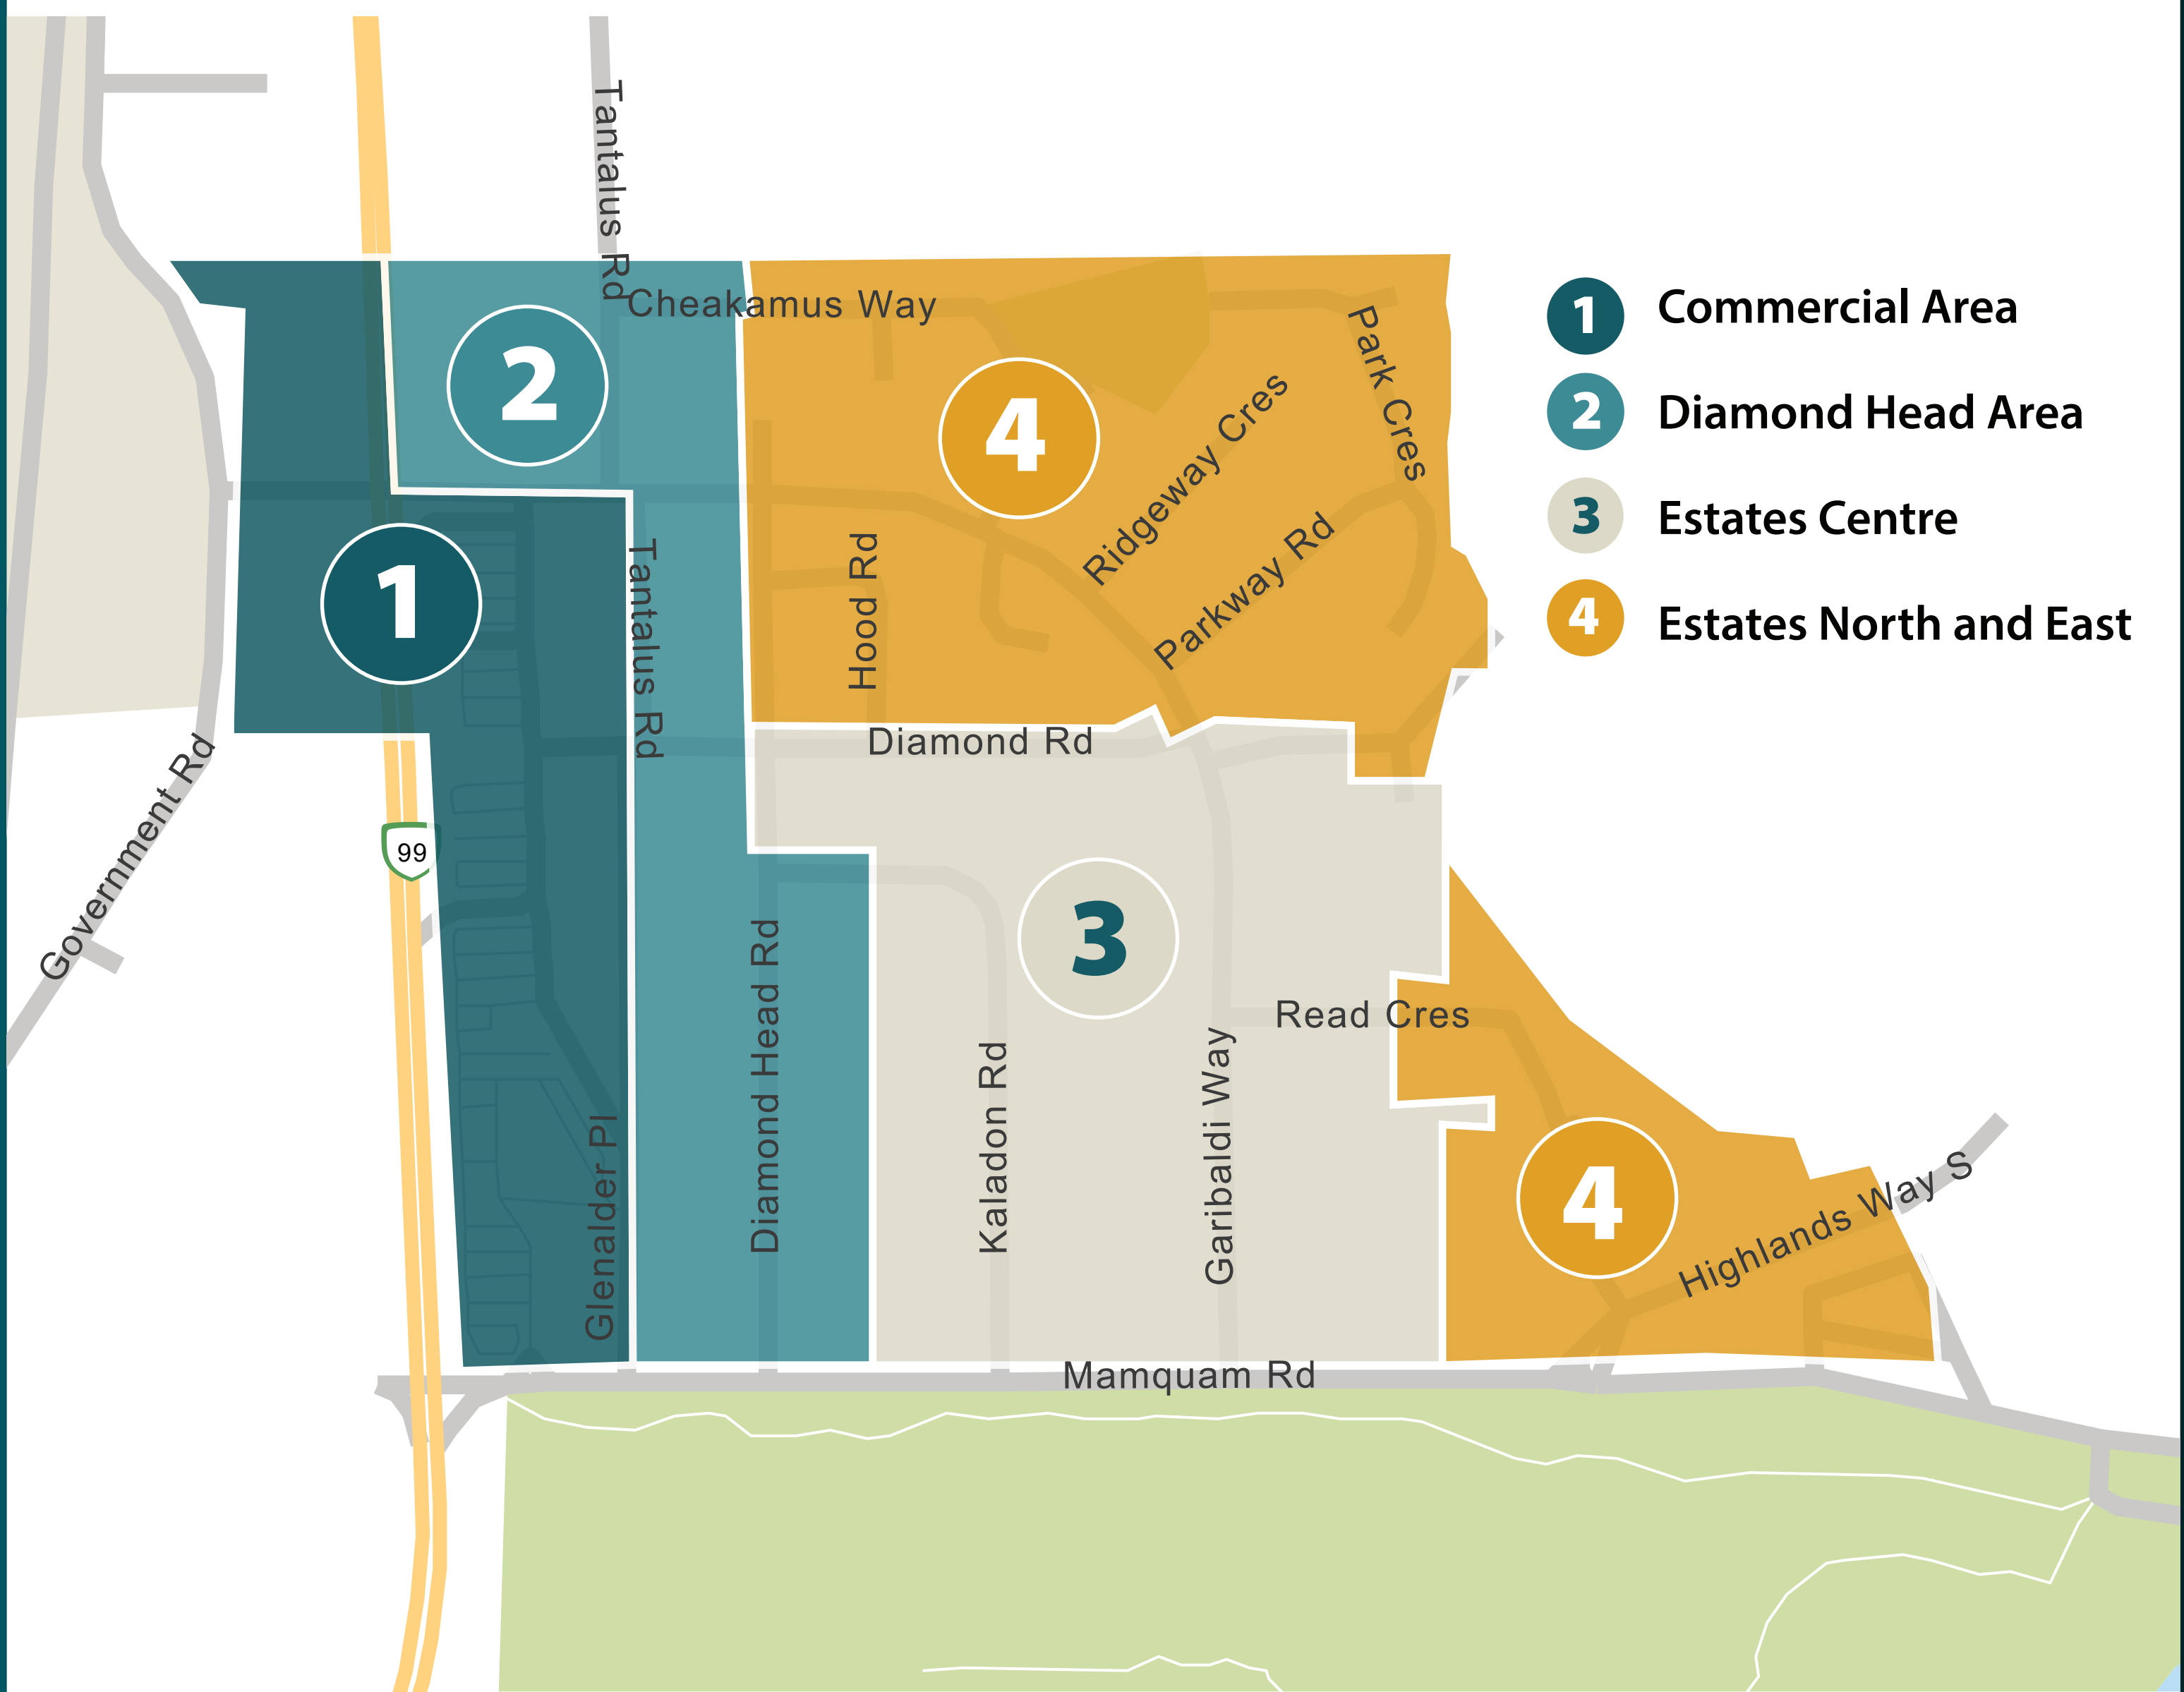 Tantalus Rd
Cheakamus Way
1 Commercial Area
2 Diamond Head Area
3 Estates Centre
4 Estates North and East
2
4
1
Park Cres
Ridgeway Cres
Parkway Rd
Hood Rd
Tantalus Rd
Diamond Rd
Government Rd
99
3
Diamond Head Rd
Kaladon Rd
Garibaldi Way
Read Cres
Glenalder Pl
4
Highlands Way S
Mamquam Rd